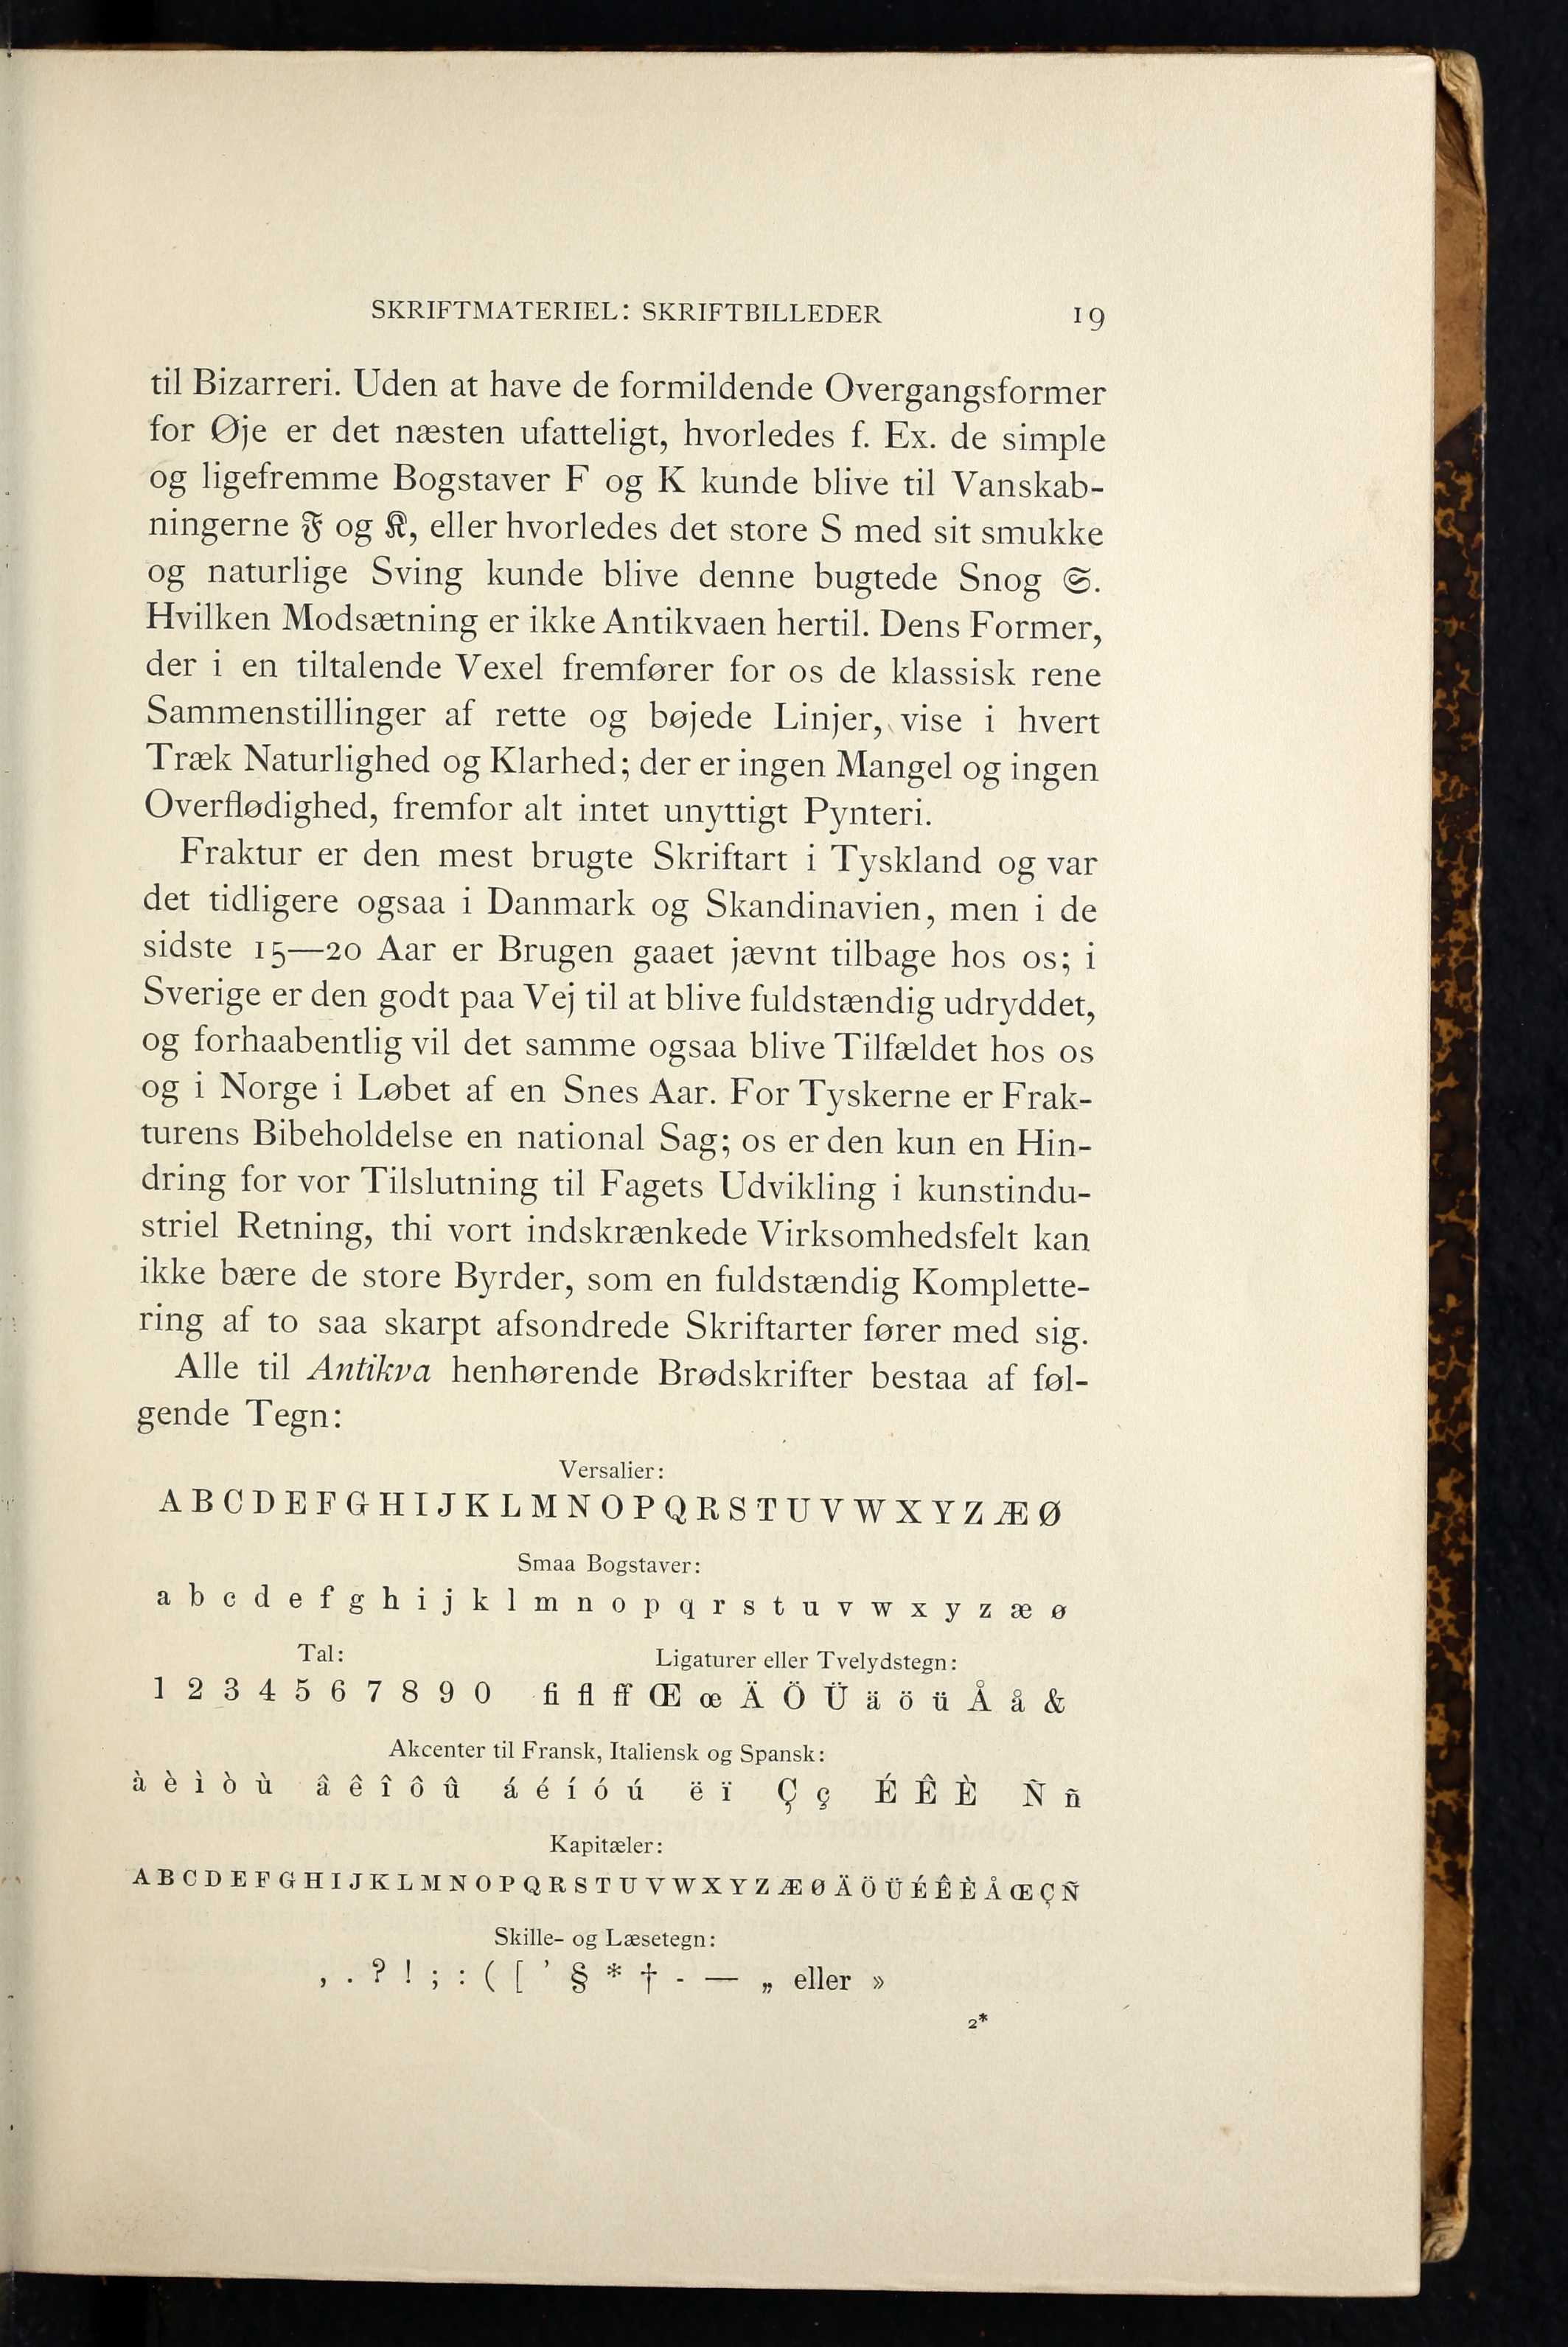 SKRIFTMATERIEL: SKRIFTBILLEDER 19
til Bizarreri. Uden at have de formildende Overgangsformer
for Øje er det næsten ufatteligt, hvorledes f. Ex. de simple
og ligefremme Bogstaver F og K kunde blive til Vanskab-
ningerne 𝔉 og 𝔎, eller hvorledes det store S med sit smukke
og naturlige Sving kunde blive denne bugtede Snog 𝔖.
Hvilken Modsætning er ikke Antikvaen hertil. Dens Former,
der i en tiltalende Vexel fremfører for os de klassisk rene
Sammenstillinger af rette og bøjede Linjer, vise i hvert
Træk Naturlighed og Klarhed; der er ingen Mangel og ingen
Overflødighed, fremfor alt intet unyttigt Pynteri.
Fraktur er den mest brugte Skriftart i Tyskland og var
det tidligere ogsaa i Danmark og Skandinavien, men i de
sidste 15—20 Aar er Brugen gaaet jævnt tilbage hos os; i
Sverige er den godt paa Vej til at blive fuldstændig udryddet,
og forhaabentlig vil det samme ogsaa blive Tilfældet hos os
og i Norge i Løbet af en Snes Aar. For Tyskerne er Frak-
turens Bibeholdelse en national Sag; os er den kun en Hin-
dring for vor Tilslutning til Fagets Udvikling i kunstindu-
striel Retning, thi vort indskrænkede Virksomhedsfelt kan
ikke bære de store Byrder, som en fuldstændig Komplette-
ring af to saa skarpt afsondrede Skriftarter fører med sig.
Alle til Antikva henhørende Brødskrifter bestaa af føl-
gende Tegn:
Versalier:
A B C D E F G H I J K L M N O P Q R S T U V W X Y Z Æ Ø
Smaa Bogstaver:
a b c d e f g h i j k l m n o p q r s t u v w x y z æ ø
Tal: Ligaturer eller Tvelydstegn:
1 2 3 4 5 6 7 8 9 0 fi fl ff Œ œ Ä Ö Ü ä ö ü Å å &
Akcenter til Fransk, Italiensk og Spansk:
à è ì ò ù â ê î ô û á é í ó ú ë ï Ç ç É Ê È Ñ ñ
Kapitæler:
A B C D E F G H I J K L M N O P Q R S T U V W X Y Z Æ Ø Ä Ö Ü É Ê È Å Œ Ç Ñ
Skille- og Læsetegn:
, . ? ! ; : ( [ ’ § * † - — „ eller »
2*